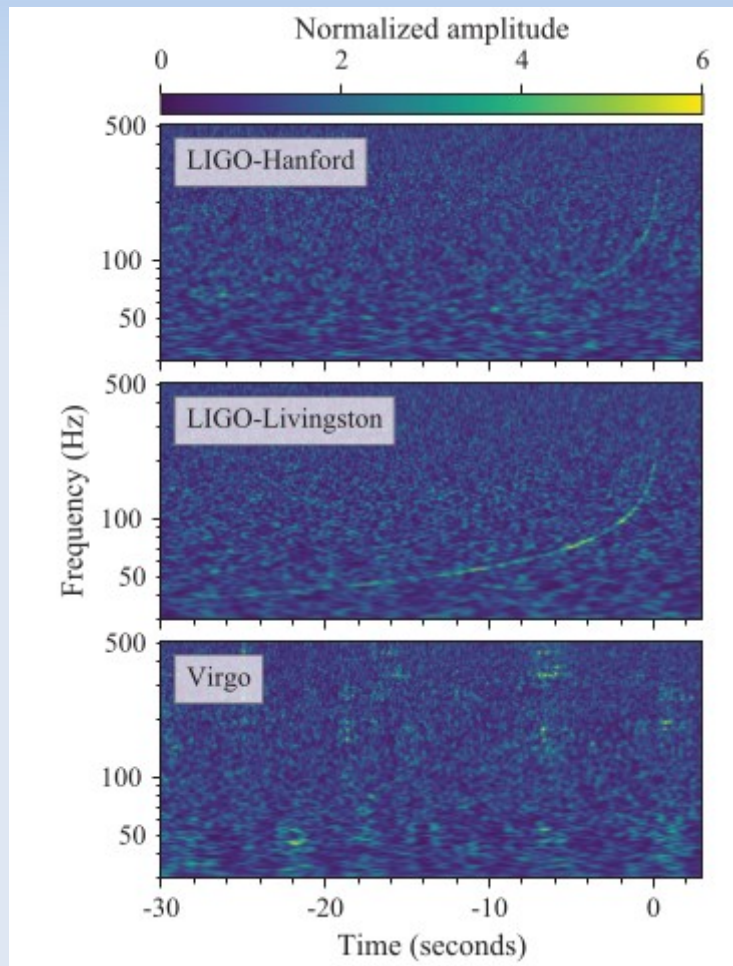 Normalized amplitude
0 2 4 6
500
LIGO-Hanford
100
50
500
LIGO-Livingston
100
50
Frequency (Hz)
500
Virgo
100
50
-30 -20 -10 0
Time (seconds)